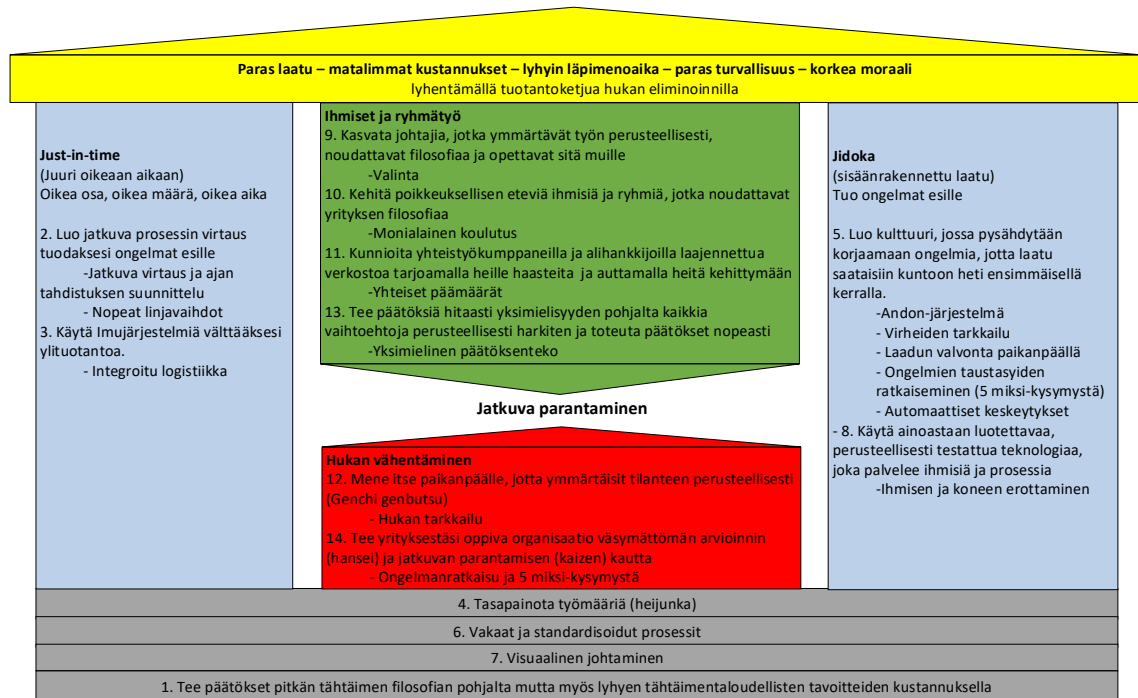 Paras laatu – matalimmat kustannukset – lyhyin läpimenoaika – paras turvallisuus – korkea moraali
lyhentämällä tuotantoketjua hukan eliminoinnilla
Just-in-time
(Juuri oikeaan aikaan)
Oikea osa, oikea määrä, oikea aika
2. Luo jatkuva prosessin virtaus
tuodaksesi ongelmat esille
-Jatkuva virtaus ja ajan
tahdistuksen suunnittelu
- Nopeat linjavaihdot
3. Käytä Imujärjestelmiä välttääksesi
ylituotantoa.
- Integroitu logistiikka
Ihmiset ja ryhmätyö
9. Kasvata johtajia, jotka ymmärtävät työn perusteellisesti,
noudattavat filosofiaa ja opettavat sitä muille
-Valinta
10. Kehitä poikkeuksellisen eteviä ihmisiä ja ryhmiä, jotka noudattavat
yrityksen filosofiaa
-Monialainen koulutus
11. Kunnioita yhteistyökumppaneilla ja alihankkijoilla laajennettua
verkostoa tarjoamalla heille haasteita ja auttamalla heitä kehittymään
-Yhteiset päämäärät
13. Tee päätöksiä hitaasti yksimielisyyden pohjalta kaikkia
vaihtoehtoja perusteellisesti harkiten ja toteuta päätökset nopeasti
-Yksimielinen päätöksenteko
Jatkuva parantaminen
Hukan vähentäminen
12. Mene itse paikanpäälle, jotta ymmärtäisit tilanteen perusteellisesti
(Genchi genbutsu)
- Hukan tarkkailu
14. Tee yrityksestäsi oppiva organisaatio väsymättömän arvioinnin
(hansei) ja jatkuvan parantamisen (kaizen) kautta
- Ongelmanratkaisu ja 5 miksi-kysymystä
Jidoka
(sisäänrakennettu laatu)
Tuo ongelmat esille
5. Luo kulttuuri, jossa pysähdytään
korjaamaan ongelmia, jotta laatu
saataisiin kuntoon heti ensimmäisellä
kerralla.
-Andon-järjestelmä
- Virheiden tarkkailu
- Laadun valvonta paikanpäällä
- Ongelmien taustasyiden
ratkaiseminen (5 miksi-kysymystä)
- Automaattiset keskeytykset
- 8. Käytä ainoastaan luotettavaa,
perusteellisesti testattua teknologiaa,
joka palvelee ihmisiä ja prosessia
-Ihmisen ja koneen erottaminen
4. Tasapainota työmääriä (heijunka)
6. Vakaat ja standardisoidut prosessit
7. Visuaalinen johtaminen
1. Tee päätökset pitkän tähtäimen filosofian pohjalta mutta myös lyhyen tähtäimentaloudellisten tavoitteiden kustannuksella